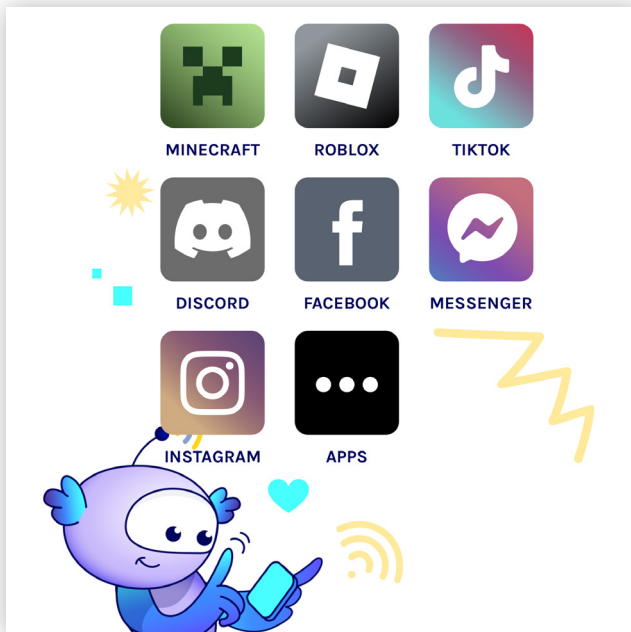 MINECRAFT ROBLOX TIKTOK
DISCORD FACEBOOK MESSENGER
INSTAGRAM APPS